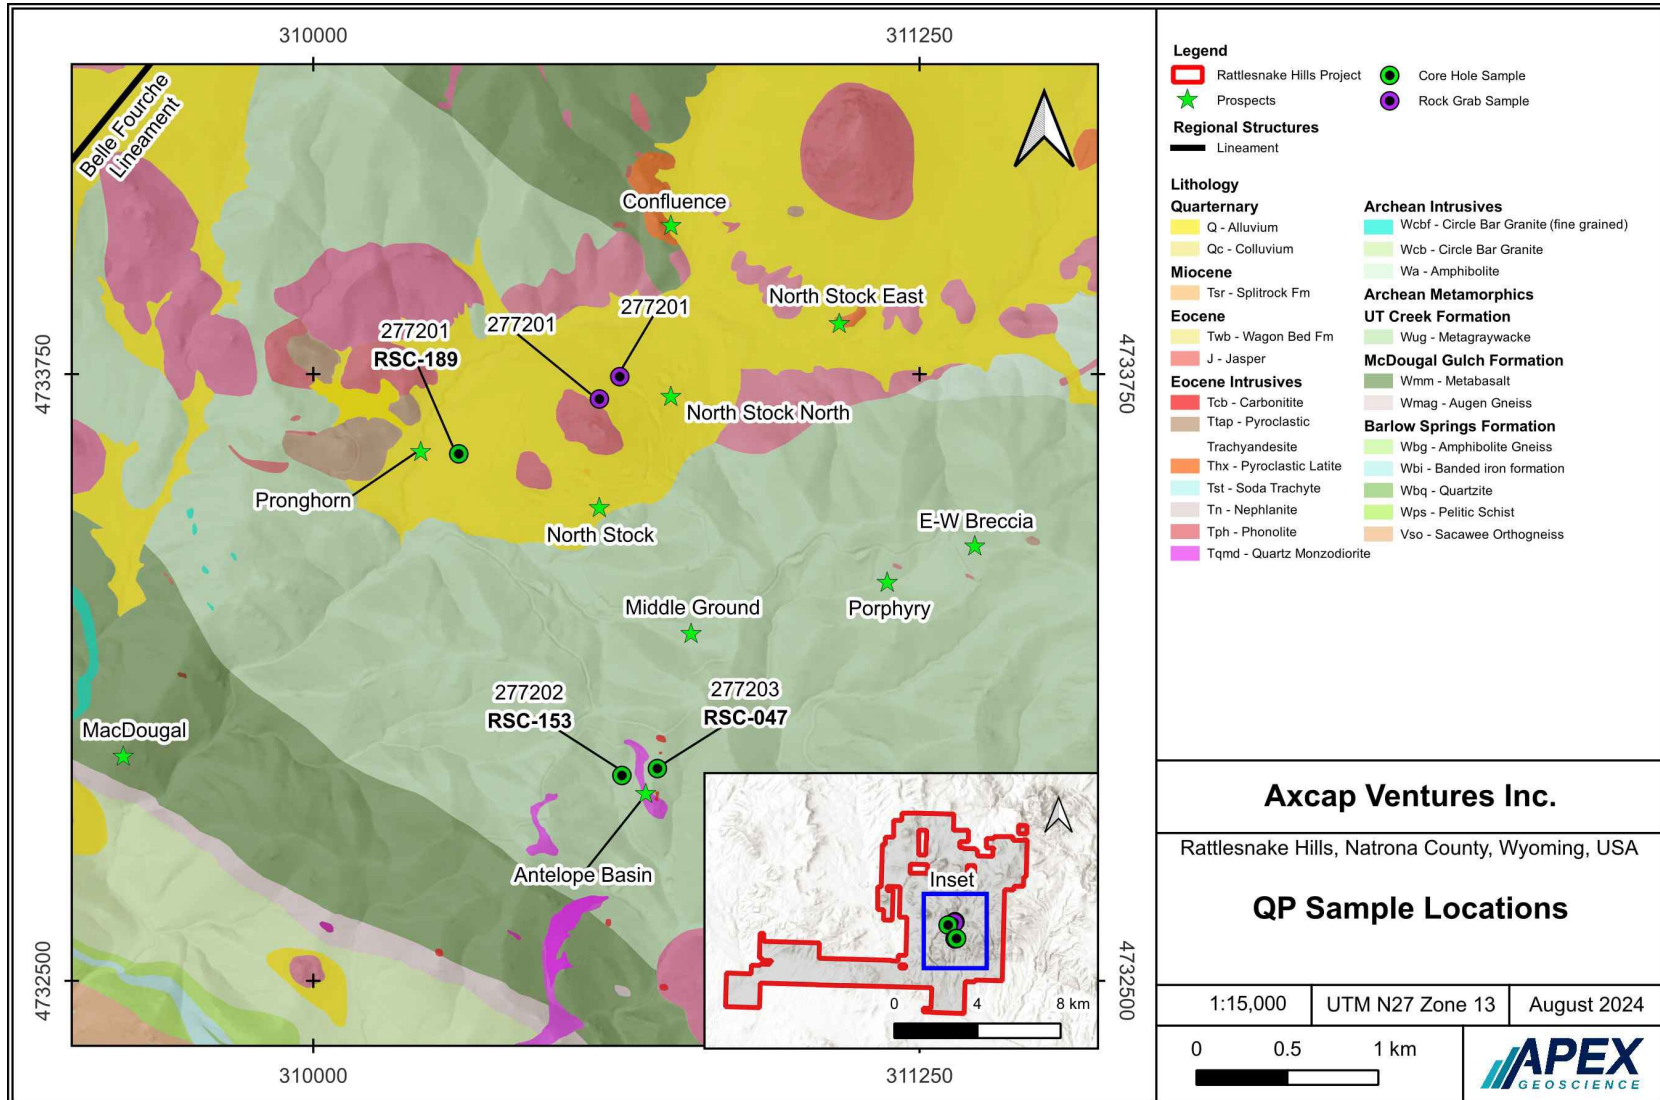 310000
311250
Belle Fourche
Lineament
Confluence
North Stock East
277201
277201
277201
RSC-189
4733750
4733750
North Stock North
Pronghorn
North Stock
E-W Breccia
Porphyry
Middle Ground
277202
RSC-153
277203
RSC-047
MacDougal
Antelope Basin
4732500
4732500
310000
311250
Inset
0 4 8 km
Legend
Rattlesnake Hills Project
Prospects
Core Hole Sample
Rock Grab Sample
Regional Structures
Lineament
Lithology
Quarternary
Q - Alluvium
Qc - Colluvium
Miocene
Tsr - Splitrock Fm
Eocene
Twb - Wagon Bed Fm
J - Jasper
Eocene Intrusives
Tcb - Carbonitite
Ttap - Pyroclastic
Trachyandesite
Thx - Pyroclastic Latite
Tst - Soda Trachyte
Tn - Nephlanite
Tph - Phonolite
Tqmd - Quartz Monzodiorite
Archean Intrusives
Wcbf - Circle Bar Granite (fine grained)
Wcb - Circle Bar Granite
Wa - Amphibolite
Archean Metamorphics
UT Creek Formation
Wug - Metagraywacke
McDougal Gulch Formation
Wmm - Metabasalt
Wmag - Augen Gneiss
Barlow Springs Formation
Wbg - Amphibolite Gneiss
Wbi - Banded iron formation
Wbq - Quartzite
Wps - Pelitic Schist
Vso - Sacawee Orthogneiss
Axcap Ventures Inc.
Rattlesnake Hills, Natrona County, Wyoming, USA
QP Sample Locations
1:15,000
UTM N27 Zone 13
August 2024
0 0.5 1 km
APEX
GEOSCIENCE